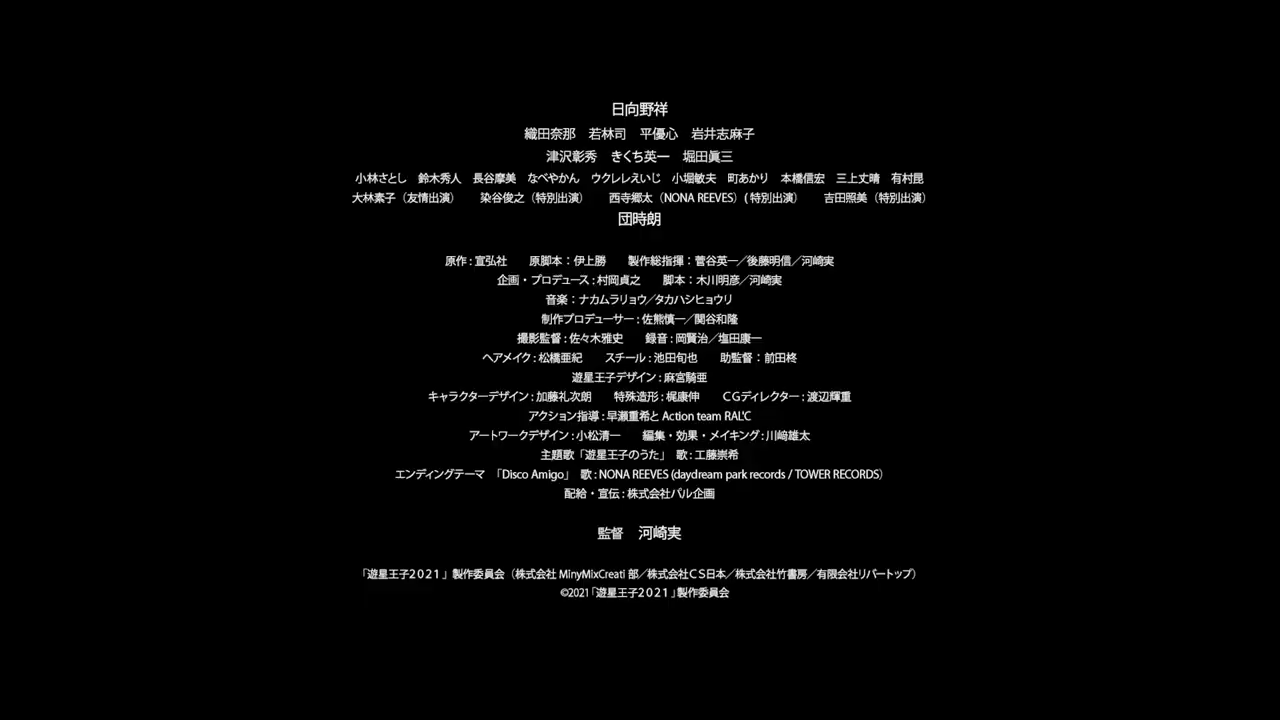 日向野祥
織田奈那　若林司　平優心　岩井志麻子
津沢彰秀　きくち英一　堀田眞三
小林さとし　鈴木秀人　長谷摩美　なべやかん　ウクレレえいじ　小堀敏夫　町あかり　本橋信宏　三上丈晴　有村昆
大林素子（友情出演）　染谷俊之（特別出演）　西寺郷太（NONA REEVES）（特別出演）　吉田照美（特別出演）
団時朗
原作：宣弘社　原脚本：伊上勝　製作総指揮：菅谷英一／後藤明信／河崎実
企画・プロデュース：村岡貞之　脚本：木川明彦／河崎実
音楽：ナカムラリョウ／タカハシヒョウリ
制作プロデューサー：佐熊慎一／関谷和隆
撮影監督：佐々木雅史　録音：岡賢治／塩田康一
ヘアメイク：松橋亜紀　スチール：池田旬也　助監督：前田柊
遊星王子デザイン：麻宮騎亜
キャラクターデザイン：加藤礼次朗　特殊造形：梶康伸　CGディレクター：渡辺輝重
アクション指導：早瀬重希と Action team RAL'C
アートワークデザイン：小松清一　編集・効果・メイキング：川﨑雄太
主題歌「遊星王子のうた」　歌：工藤崇希
エンディングテーマ　「Disco Amigo」　歌：NONA REEVES (daydream park records / TOWER RECORDS)
配給・宣伝：株式会社パル企画
監督　河崎実
「遊星王子2021」製作委員会（株式会社 MinyMixCreati 部／株式会社CS日本／株式会社竹書房／有限会社リバートップ）
©2021「遊星王子2021」製作委員会